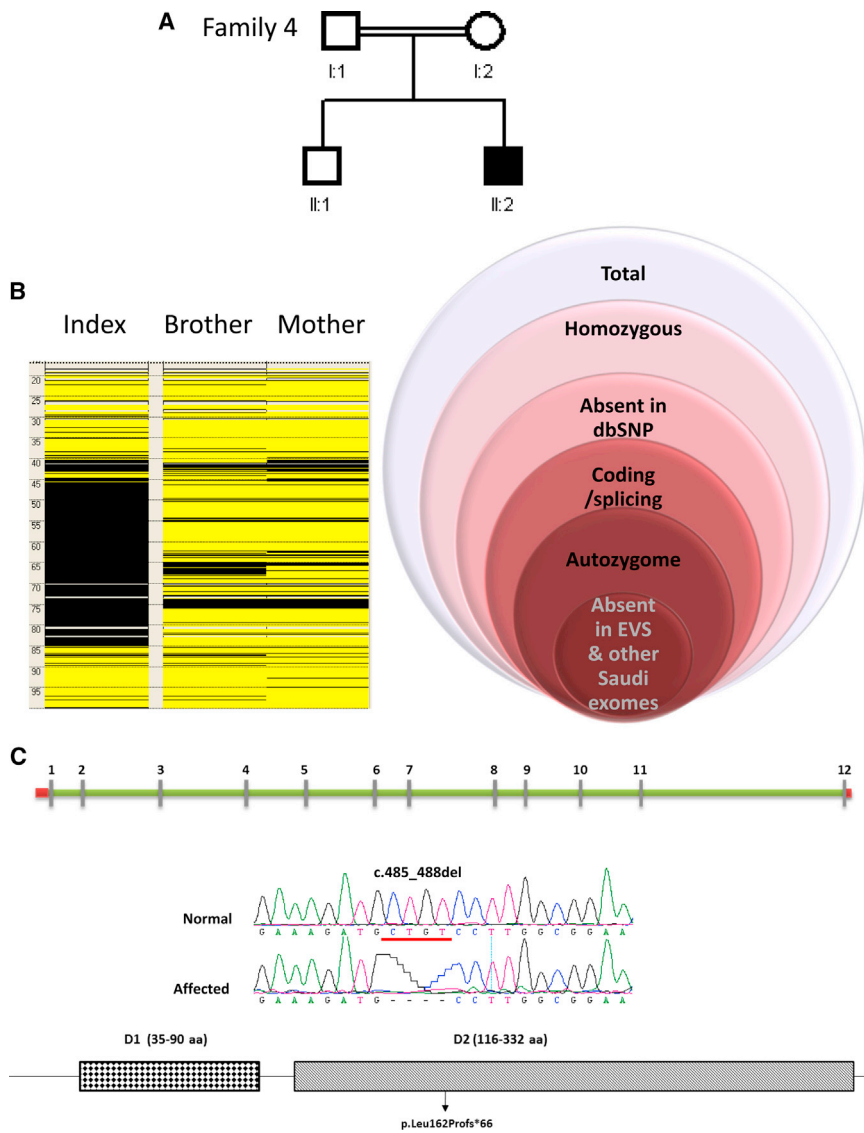 A
Family 4
I:1
I:2
II:1
II:2
B
Index Brother Mother
20
25
30
35
40
45
50
55
60
65
70
75
80
85
90
95
Total
Homozygous
Absent in
dbSNP
Coding
/splicing
Autozygome
Absent
in EVS
& other
Saudi
exomes
C
1 2 3 4 5 6 7 8 9 10 11 12
c.485_488del
Normal
G A A A G A T G C T G T C C T T G G C G G A A
Affected
G A A A G A T G - - - - C C T T G G C G G A A
D1 (35-90 aa)
D2 (116-332 aa)
p.Leu162Profs*66